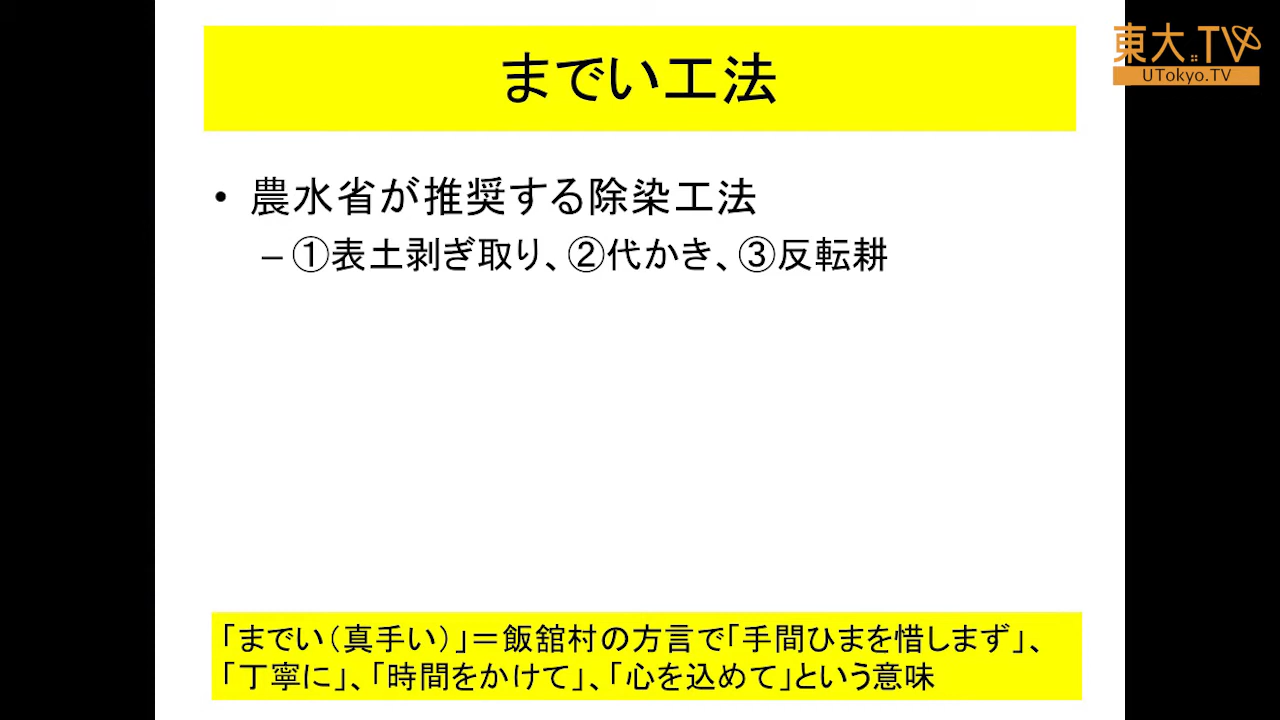 までい工法
東大TV
UTokyo.TV
• 農水省が推奨する除染工法
– ①表土剥ぎ取り、②代かき、③反転耕
「までい（真手い）」＝飯舘村の方言で「手間ひまを惜しまず」、
「丁寧に」、「時間をかけて」、「心を込めて」という意味